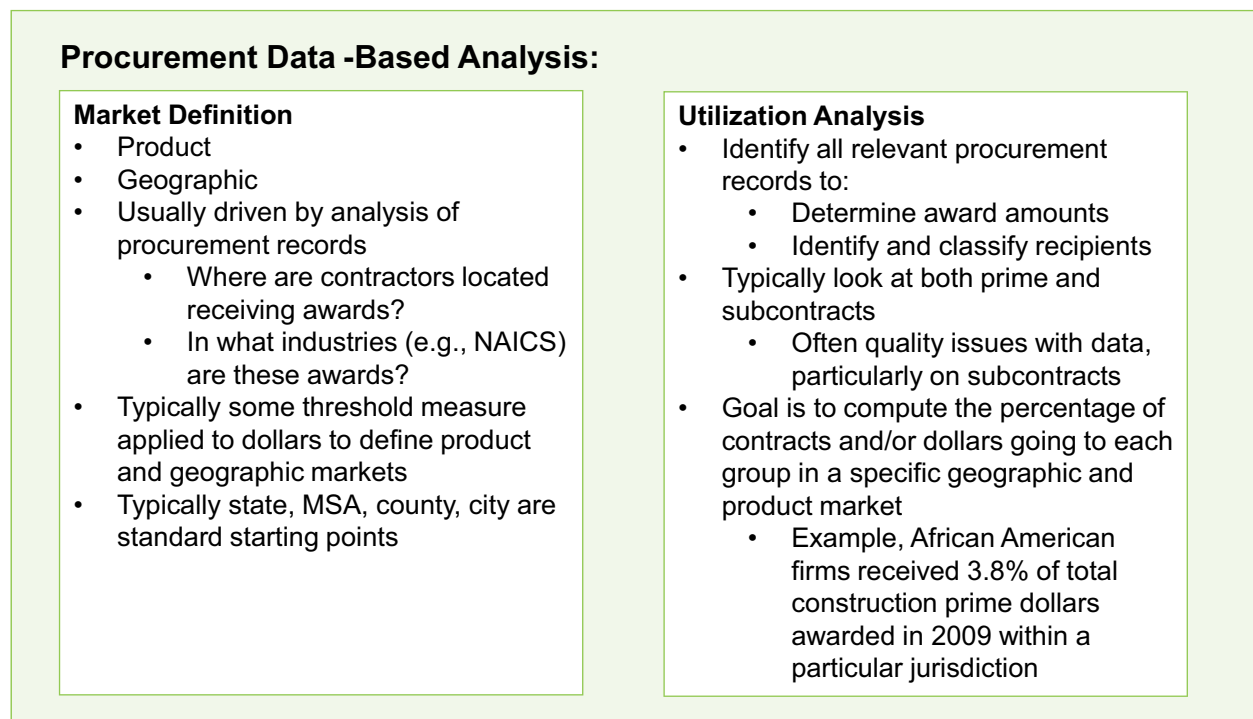 Procurement Data -Based Analysis:
Market Definition
• Product
• Geographic
• Usually driven by analysis of
procurement records
• Where are contractors located
receiving awards?
• In what industries (e.g., NAICS)
are these awards?
• Typically some threshold measure
applied to dollars to define product
and geographic markets
• Typically state, MSA, county, city are
standard starting points
Utilization Analysis
• Identify all relevant procurement
records to:
• Determine award amounts
• Identify and classify recipients
• Typically look at both prime and
subcontracts
• Often quality issues with data,
particularly on subcontracts
• Goal is to compute the percentage of
contracts and/or dollars going to each
group in a specific geographic and
product market
• Example, African American
firms received 3.8% of total
construction prime dollars
awarded in 2009 within a
particular jurisdiction